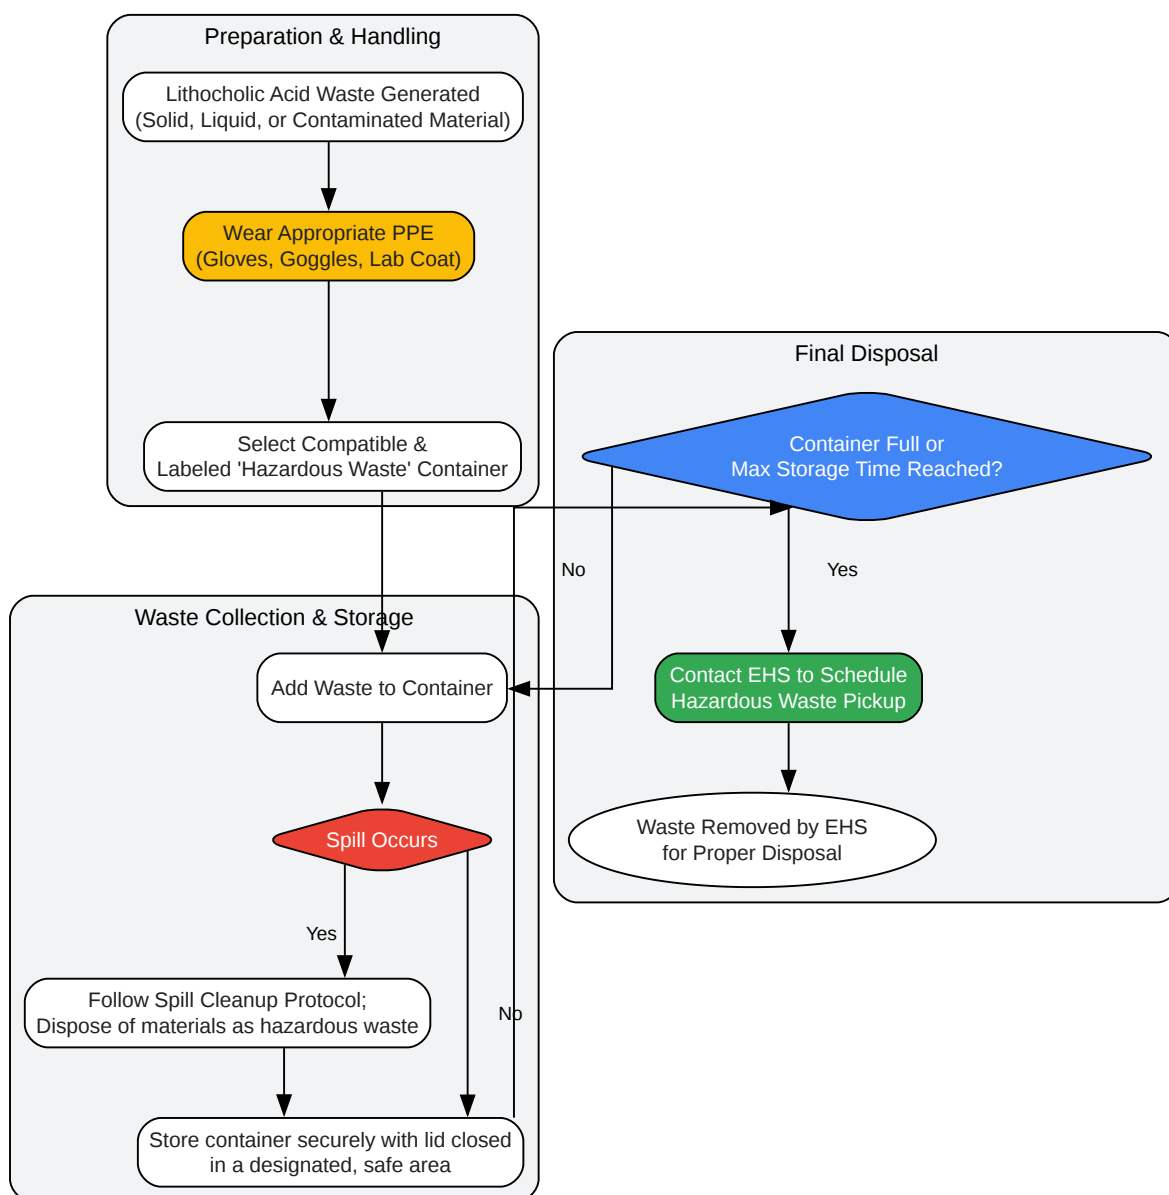 Preparation & Handling
Lithocholic Acid Waste Generated
(Solid, Liquid, or Contaminated Material)
Wear Appropriate PPE
(Gloves, Goggles, Lab Coat)
Select Compatible &
Labeled 'Hazardous Waste' Container
Final Disposal
Container Full or
Max Storage Time Reached?
No
Yes
Waste Collection & Storage
Add Waste to Container
Contact EHS to Schedule
Hazardous Waste Pickup
Spill Occurs
Waste Removed by EHS
for Proper Disposal
Yes
Follow Spill Cleanup Protocol;
Dispose of materials as hazardous waste
No
Store container securely with lid closed
in a designated, safe area